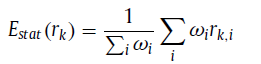 E_{stat}(r_k) = \frac{1}{\sum_i \omega_i} \sum_i \omega_i r_{k,i}